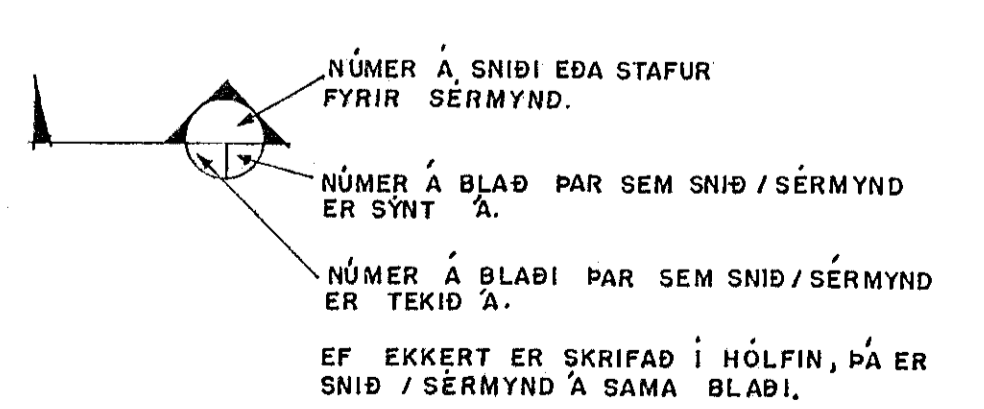 NÚMER Á SNIÐI EÐA STAFUR
FYRIR SÉRMYND.
NÚMER Á BLAÐ ÞAR SEM SNIÐ / SÉRMYND
ER SÝNT Á.
NÚMER Á BLAÐI ÞAR SEM SNIÐ / SÉRMYND
ER TEKIÐ Á.
EF EKKERT ER SKRIFAÐ Í HÓLFIN, ÞÁ ER
SNIÐ / SÉRMYND Á SAMA BLAÐI.